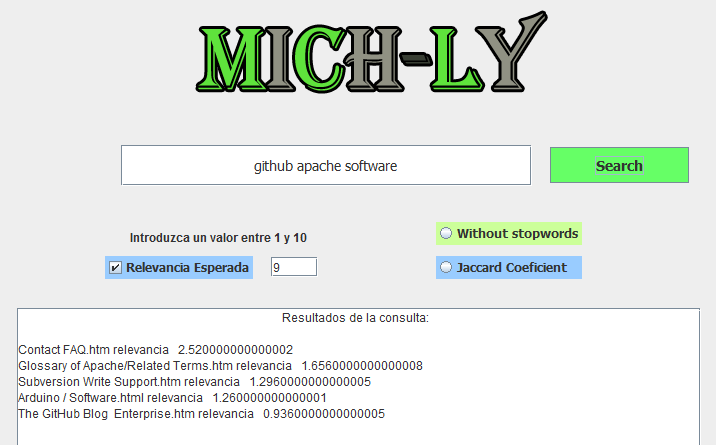 MICH-LY
github apache software
Search
Introduzca un valor entre 1 y 10
Without stopwords
Relevancia Esperada
9
Jaccard Coeficient
Resultados de la consulta:
Contact FAQ.htm relevancia 2.520000000000002
Glossary of Apache/Related Terms.htm relevancia 1.6560000000000008
Subversion Write Support.htm relevancia 1.2960000000000005
Arduino / Software.html relevancia 1.260000000000001
The GitHub Blog Enterprise.htm relevancia 0.9360000000000005